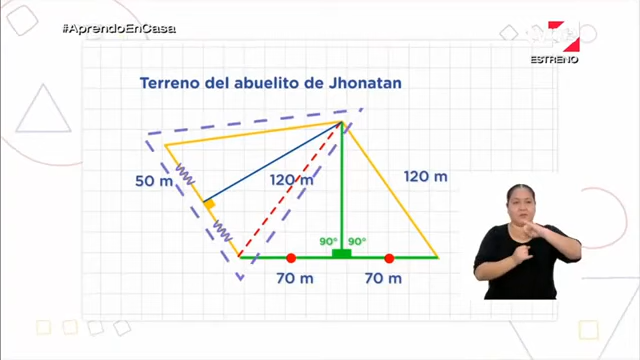 #AprendoEnCasa
ESTRENO
Terreno del abuelito de Jhonatan
50 m
120 m
120 m
90°
90°
70 m
70 m